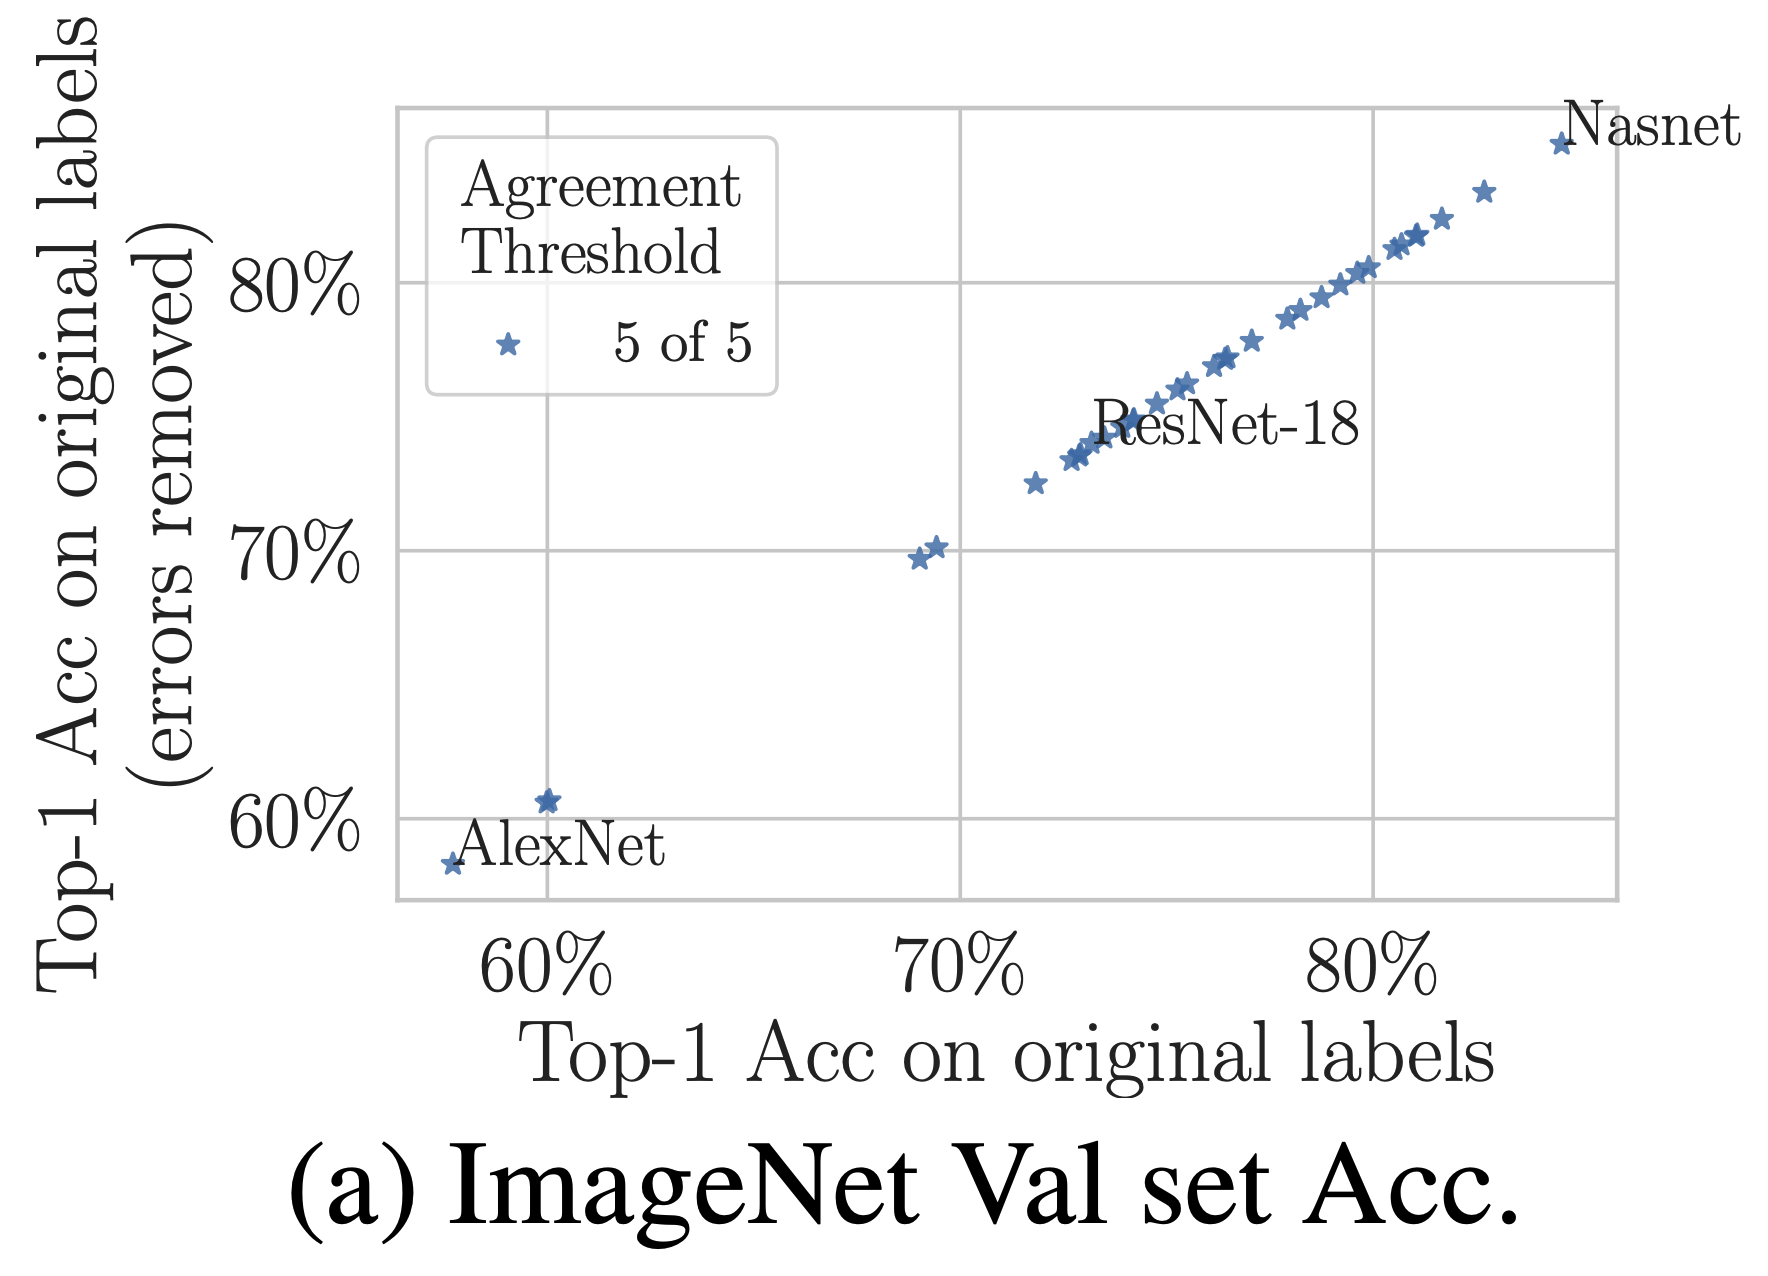 Top-1 Acc on original labels
(errors removed)
80%
70%
60%
Agreement
Threshold
5 of 5
Nasnet
ResNet-18
AlexNet
60% 70% 80%
Top-1 Acc on original labels
(a) ImageNet Val set Acc.